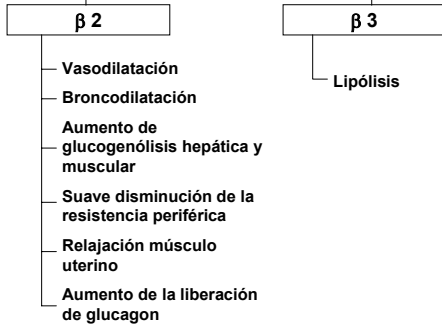 β 2
Vasodilatación
Broncodilatación
Aumento de
glucogenólisis hepática y
muscular
Suave disminución de la
resistencia periférica
Relajación músculo
uterino
Aumento de la liberación
de glucagon
β 3
Lipólisis